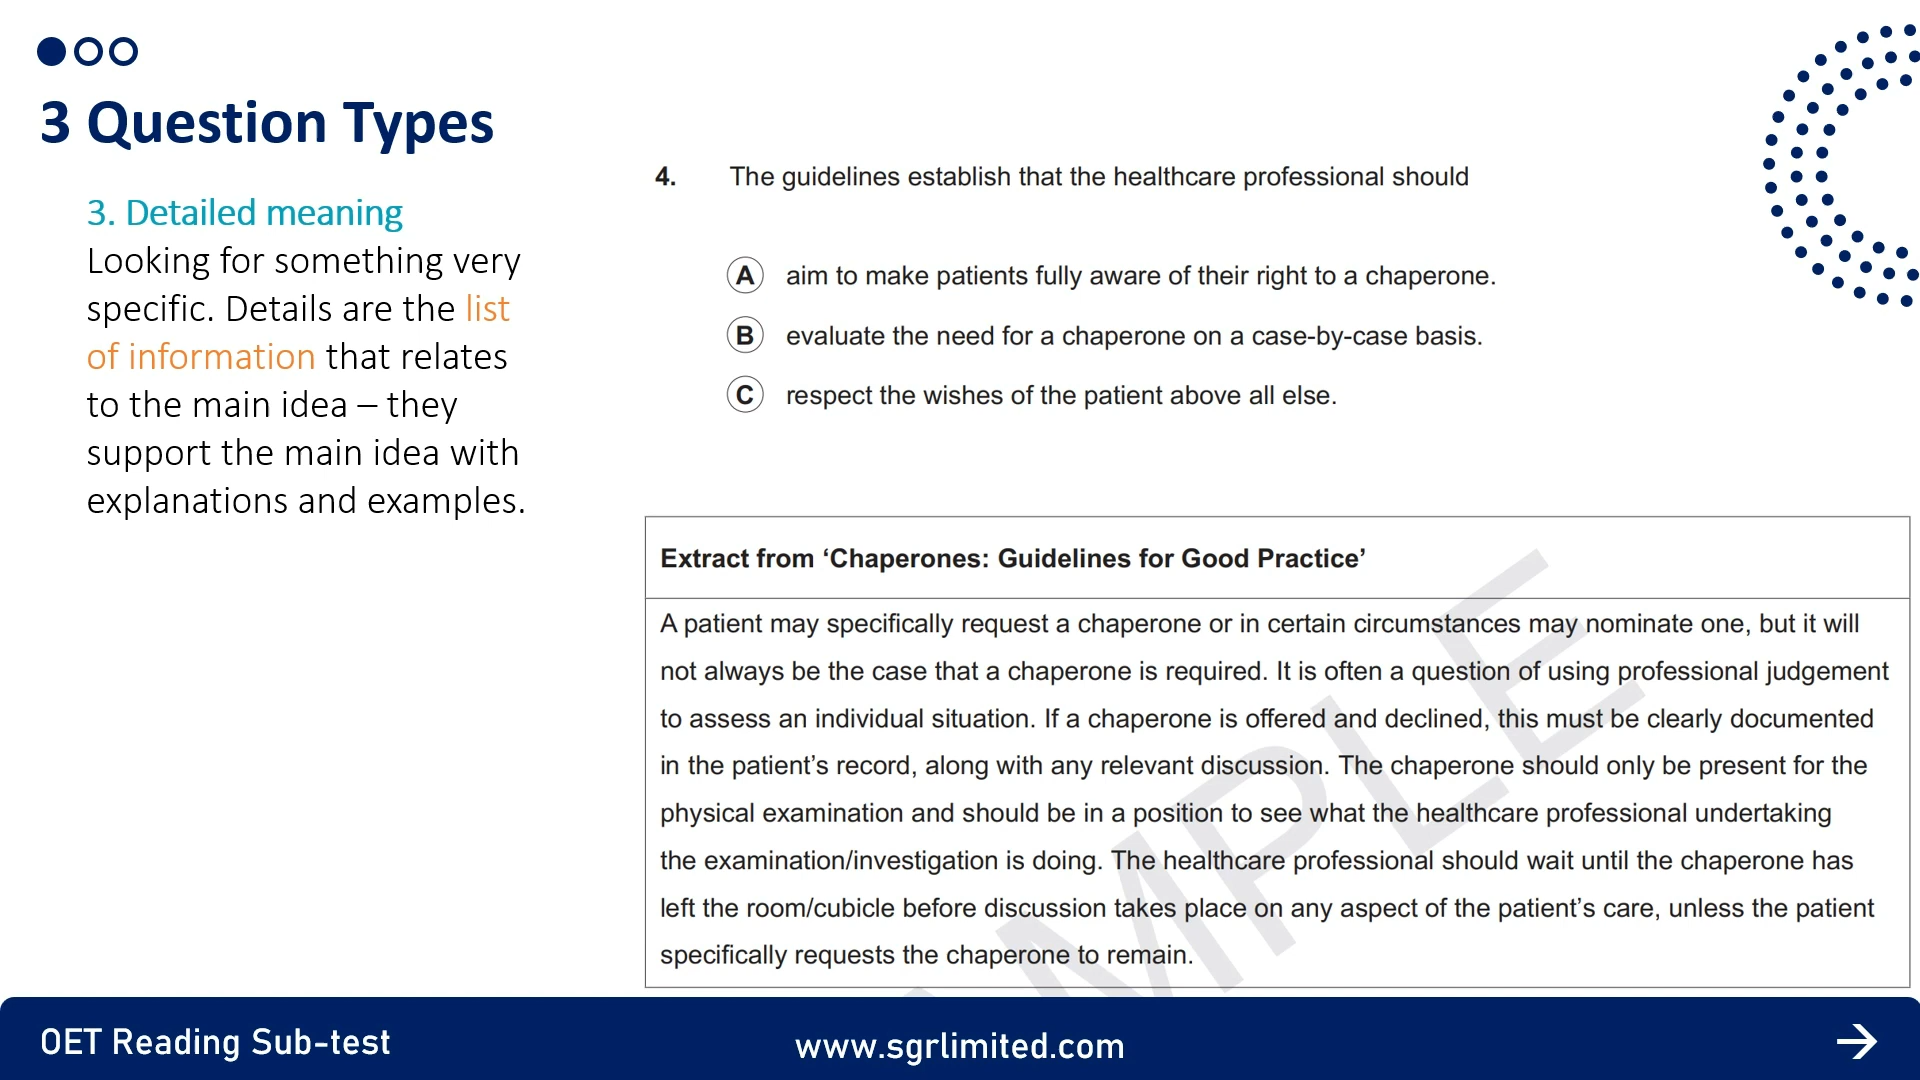 3 Question Types
3. Detailed meaning
Looking for something very
specific. Details are the list
of information that relates
to the main idea – they
support the main idea with
explanations and examples.
4. The guidelines establish that the healthcare professional should
A aim to make patients fully aware of their right to a chaperone.
B evaluate the need for a chaperone on a case-by-case basis.
C respect the wishes of the patient above all else.
Extract from ‘Chaperones: Guidelines for Good Practice’
A patient may specifically request a chaperone or in certain circumstances may nominate one, but it will
not always be the case that a chaperone is required. It is often a question of using professional judgement
to assess an individual situation. If a chaperone is offered and declined, this must be clearly documented
in the patient’s record, along with any relevant discussion. The chaperone should only be present for the
physical examination and should be in a position to see what the healthcare professional undertaking
the examination/investigation is doing. The healthcare professional should wait until the chaperone has
left the room/cubicle before discussion takes place on any aspect of the patient’s care, unless the patient
specifically requests the chaperone to remain.
AMPLE
OET Reading Sub-test
www.sgrlimited.com